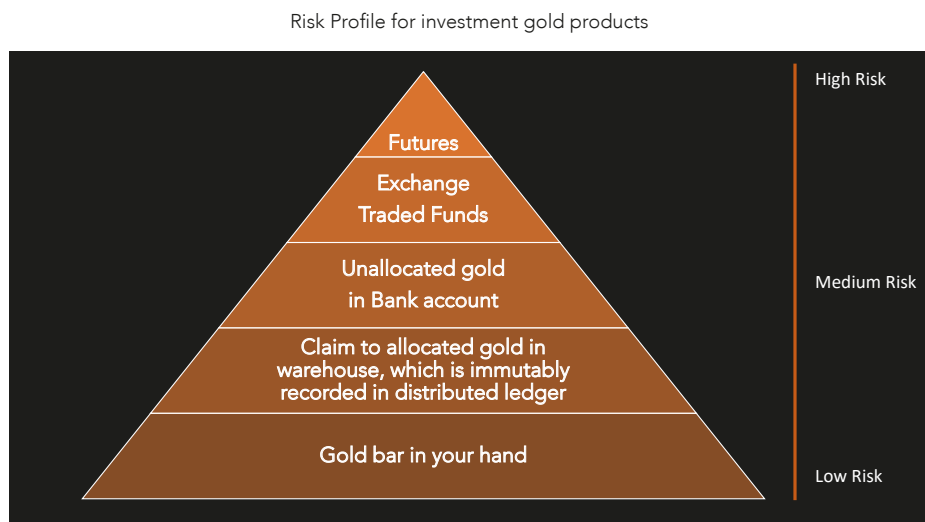 Risk Profile for investment gold products
High Risk
Futures
Exchange
Traded Funds
Unallocated gold
in Bank account
Medium Risk
Claim to allocated gold in
warehouse, which is immutably
recorded in distributed ledger
Gold bar in your hand
Low Risk